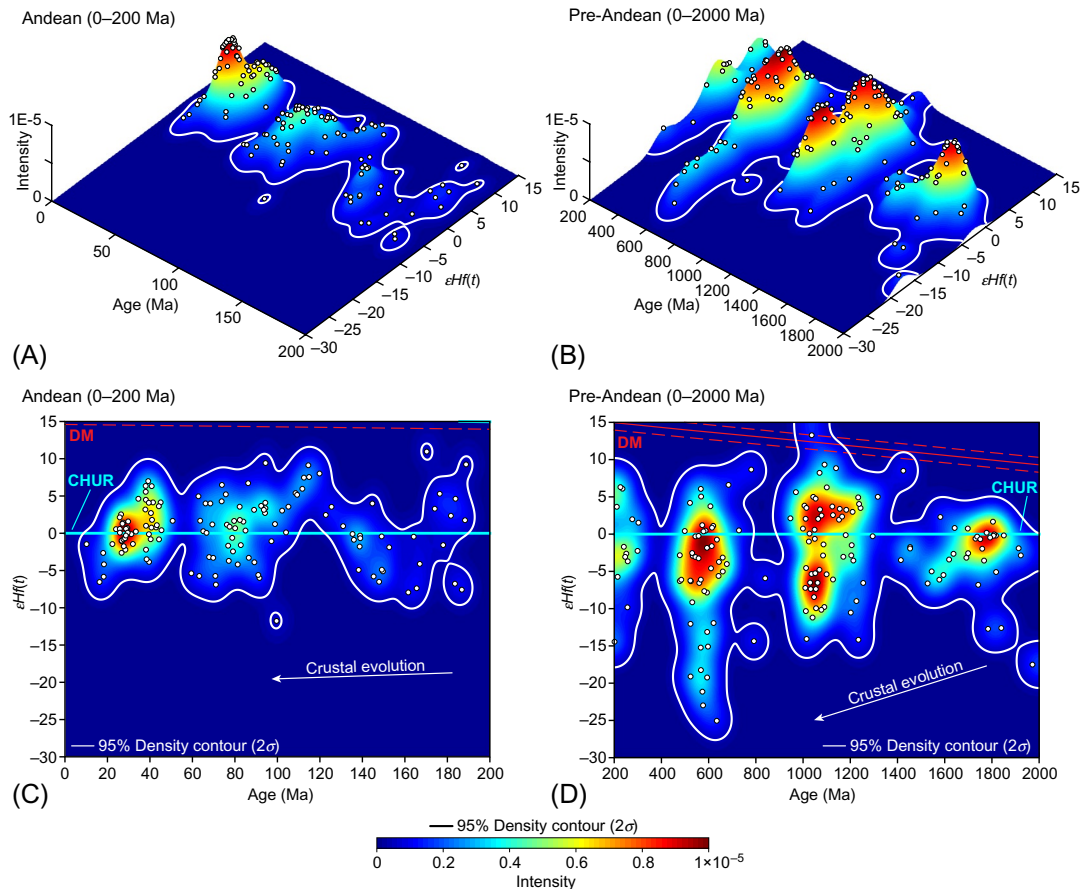 Andean (0–200 Ma)
1E-5
Intensity
0
0
50
100
150
200
Age (Ma)
–30
–25
–20
–15
–10
–5
0
5
10
15
εHf(t)
(A)
Pre-Andean (0–2000 Ma)
1E-5
Intensity
0
200
400
600
800
1000
1200
1400
1600
1800
2000
Age (Ma)
–30
–25
–20
–15
–10
–5
0
5
10
15
εHf(t)
(B)
Andean (0–200 Ma)
15
10
5
0
–5
–10
–15
–20
–25
–30
εHf(t)
DM
CHUR
Crustal evolution
95% Density contour (2σ)
0 20 40 60 80 100 120 140 160 180 200
Age (Ma)
(C)
Pre-Andean (0–2000 Ma)
15
10
5
0
–5
–10
–15
–20
–25
–30
εHf(t)
DM
CHUR
Crustal evolution
95% Density contour (2σ)
200 400 600 800 1000 1200 1400 1600 1800 2000
Age (Ma)
(D)
95% Density contour (2σ)
0 0.2 0.4 0.6 0.8 1×10⁻⁵
Intensity